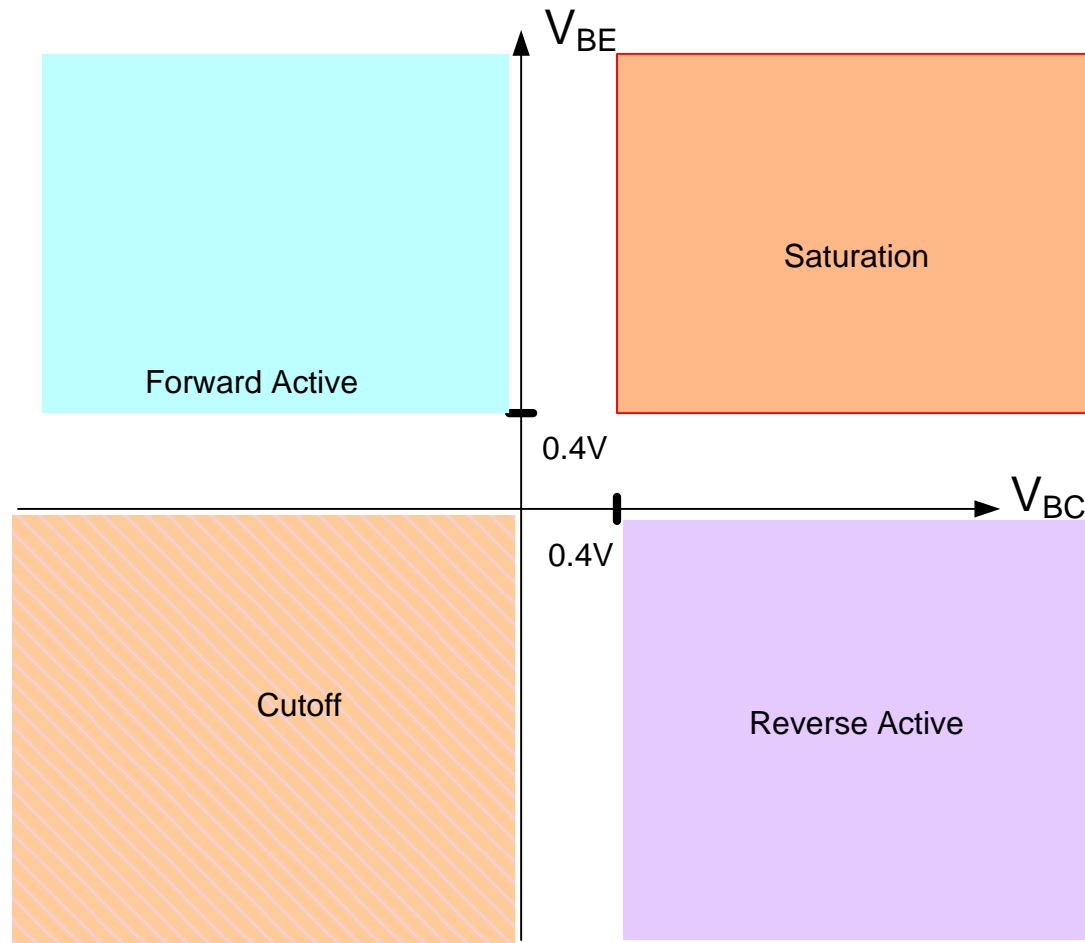 VBE
Saturation
Forward Active
0.4V
VBC
0.4V
Cutoff
Reverse Active